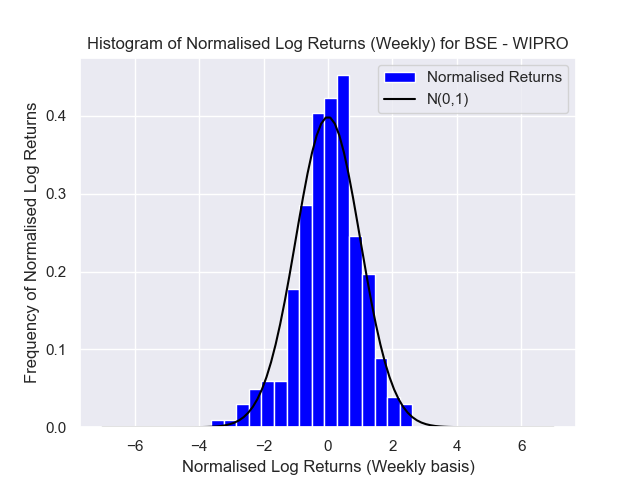 Histogram of Normalised Log Returns (Weekly) for BSE - WIPRO
Normalised Returns
N(0,1)
Frequency of Normalised Log Returns
0.4
0.3
0.2
0.1
0.0
−6 −4 −2 0 2 4 6
Normalised Log Returns (Weekly basis)